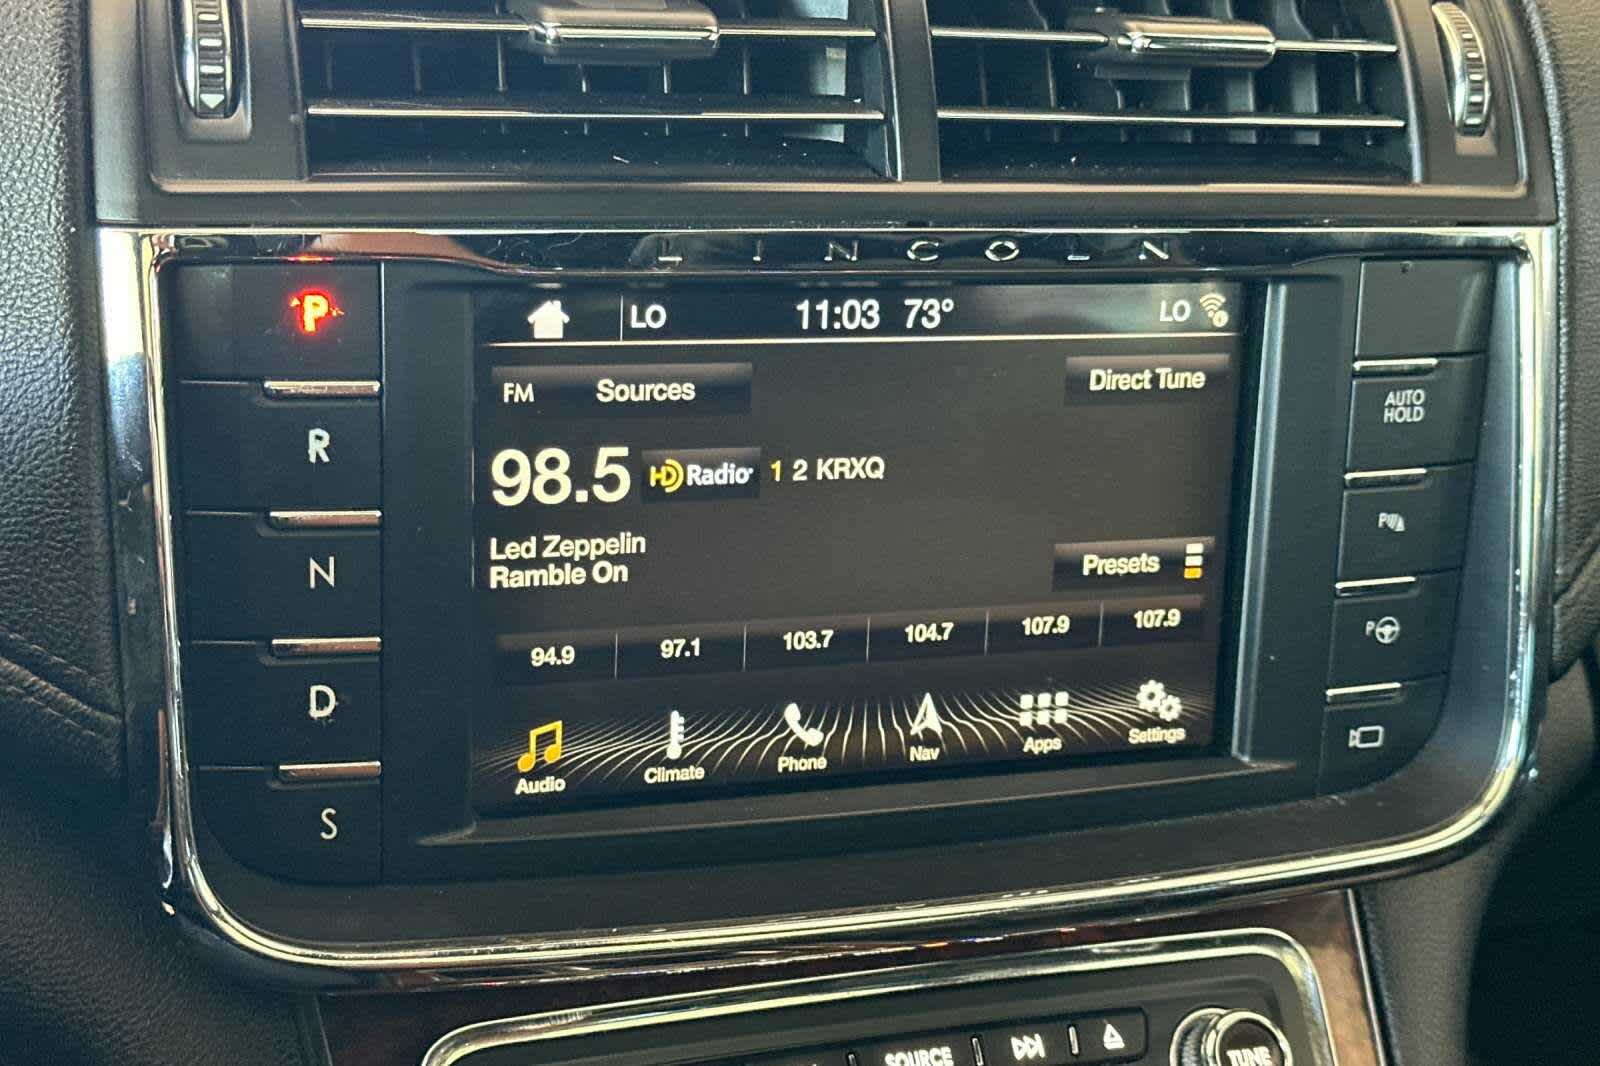 LINCOLN
P
LO 11:03 73° LO
FM Sources Direct Tune
AUTO
HOLD
R
98.5 HD Radio 1 2 KRXQ
Led Zeppelin
Ramble On
Presets
P
N
94.9 97.1 103.7 104.7 107.9 107.9
P
D
Audio Climate Phone Nav Apps Settings
S
SOURCE TUNE